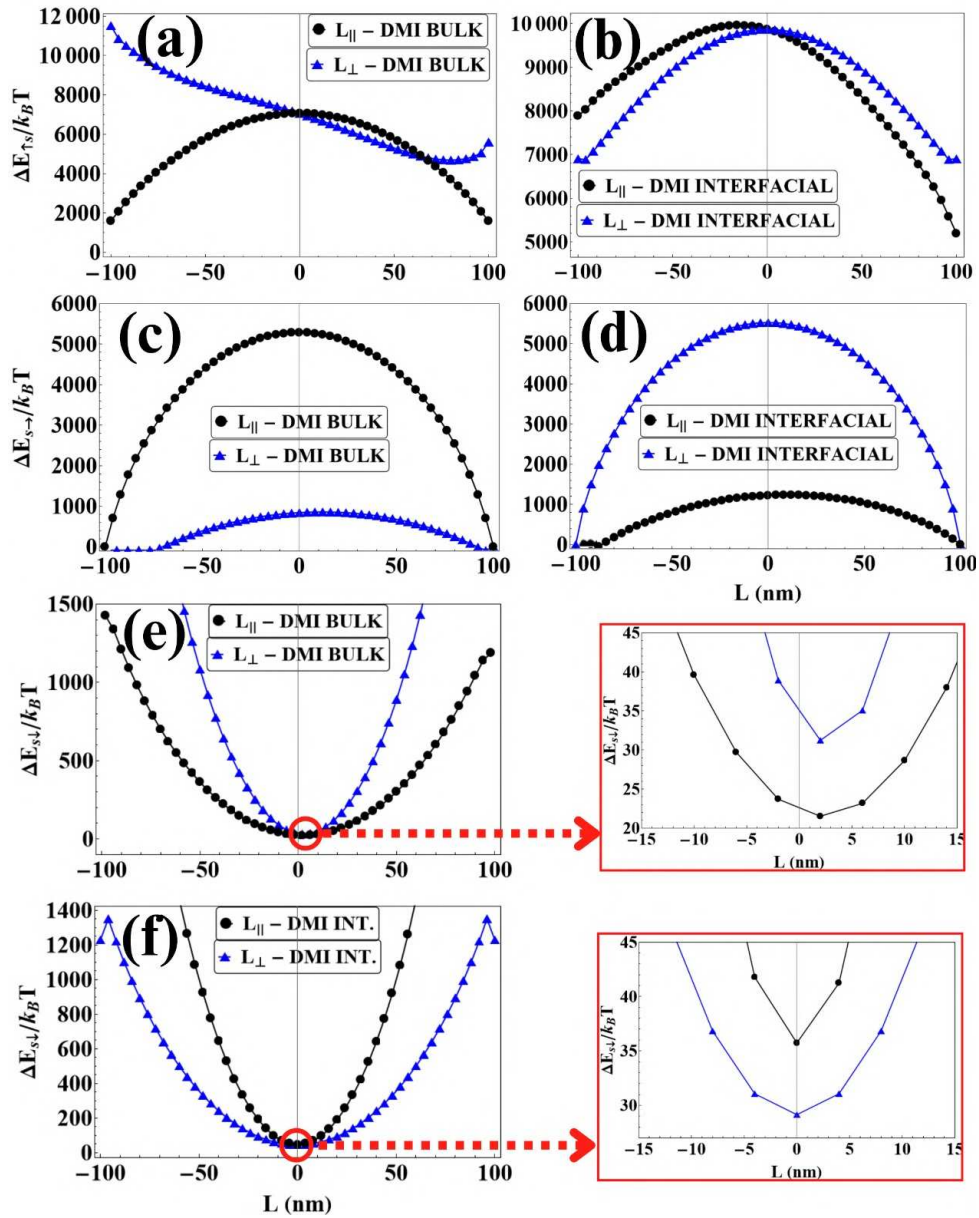 (a)
L∥ – DMI BULK
L⊥ – DMI BULK
ΔE↑s/kBT
12 000
10 000
8000
6000
4000
2000
0
−100 −50 0 50 100
(b)
L∥ – DMI INTERFACIAL
L⊥ – DMI INTERFACIAL
10 000
9000
8000
7000
6000
5000
−100 −50 0 50 100
(c)
L∥ – DMI BULK
L⊥ – DMI BULK
ΔEs→/kBT
6000
5000
4000
3000
2000
1000
0
−100 −50 0 50 100
(d)
L∥ – DMI INTERFACIAL
L⊥ – DMI INTERFACIAL
6000
5000
4000
3000
2000
1000
0
−100 −50 0 50 100
L (nm)
(e)
L∥ – DMI BULK
L⊥ – DMI BULK
ΔEs↓/kBT
1500
1000
500
0
−100 −50 0 50 100
ΔEs↓/kBT
45
40
35
30
25
20
−15 −10 −5 0 5 10 15
L (nm)
(f)
L∥ – DMI INT.
L⊥ – DMI INT.
ΔEs↓/kBT
1400
1200
1000
800
600
400
200
0
−100 −50 0 50 100
L (nm)
ΔEs↓/kBT
45
40
35
30
−15 −10 −5 0 5 10 15
L (nm)